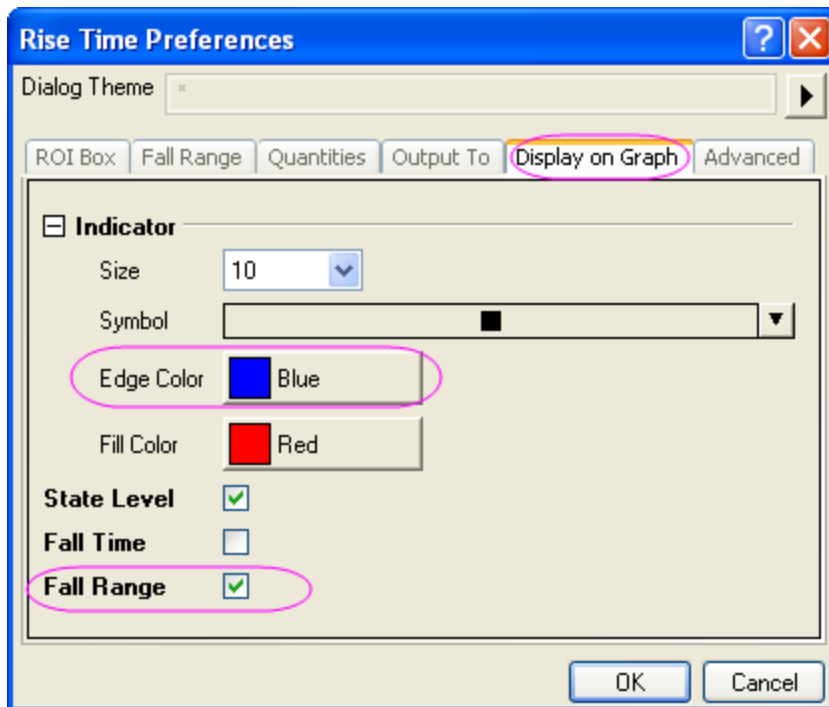 Rise Time Preferences
Dialog Theme *
ROI Box Fall Range Quantities Output To Display on Graph Advanced
Indicator
Size 10
Symbol
Edge Color Blue
Fill Color Red
State Level
Fall Time
Fall Range
OK Cancel